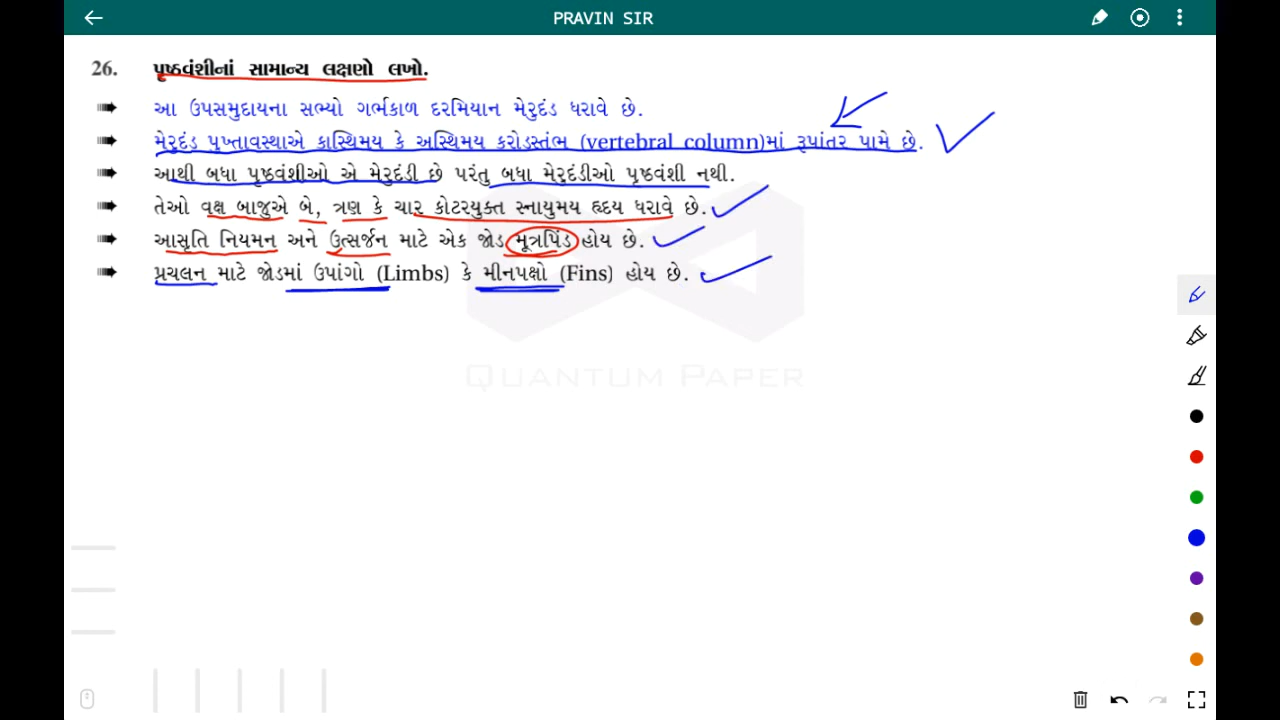 PRAVIN SIR
26. પૃષ્ઠવંશીનાં સામાન્ય લક્ષણો લખો.
આ ઉપસમુદાયના સભ્યો ગર્ભકાળ દરમિયાન મેરુદંડ ધરાવે છે.
મેરુદંડ પુખ્તાવસ્થાએ કાસ્થિમય કે અસ્થિમય કરોડસ્તંભ (vertebral column)માં રૂપાંતર પામે છે.
આથી બધા પૃષ્ઠવંશીઓ એ મેરુદંડી છે પરંતુ બધા મેરુદંડીઓ પૃષ્ઠવંશી નથી.
તેઓ વક્ષ બાજુએ બે, ત્રણ કે ચાર કોટરયુક્ત સ્નાયુમય હૃદય ધરાવે છે.
આસૃતિ નિયમન અને ઉત્સર્જન માટે એક જોડ મૂત્રપિંડ હોય છે.
પ્રચલન માટે જોડમાં ઉપાંગો (Limbs) કે મીનપક્ષો (Fins) હોય છે.
QUANTUM PAPER